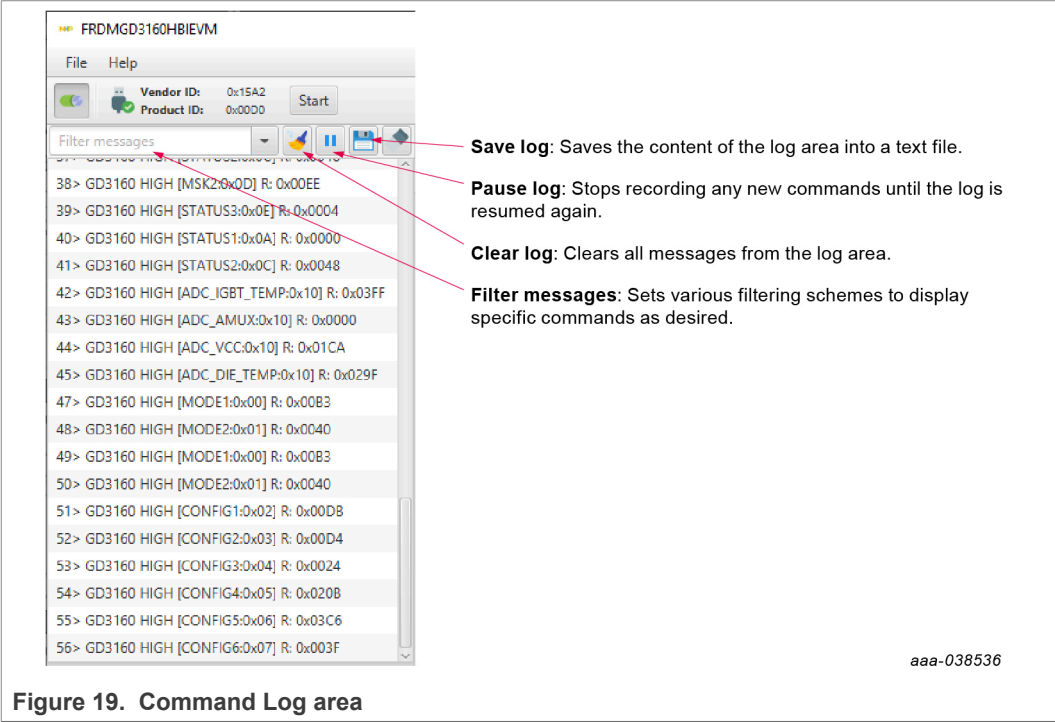 FRDMGD3160HBIEVM
File Help
Vendor ID: 0x15A2
Product ID: 0x00D0
Start
Filter messages
38> GD3160 HIGH [MSK2:0x0D] R: 0x00EE
39> GD3160 HIGH [STATUS3:0x0E] R: 0x0004
40> GD3160 HIGH [STATUS1:0x0A] R: 0x0000
41> GD3160 HIGH [STATUS2:0x0C] R: 0x0048
42> GD3160 HIGH [ADC_IGBT_TEMP:0x10] R: 0x03FF
43> GD3160 HIGH [ADC_AMUX:0x10] R: 0x0000
44> GD3160 HIGH [ADC_VCC:0x10] R: 0x01CA
45> GD3160 HIGH [ADC_DIE_TEMP:0x10] R: 0x029F
47> GD3160 HIGH [MODE1:0x00] R: 0x00B3
48> GD3160 HIGH [MODE2:0x01] R: 0x0040
49> GD3160 HIGH [MODE1:0x00] R: 0x00B3
50> GD3160 HIGH [MODE2:0x01] R: 0x0040
51> GD3160 HIGH [CONFIG1:0x02] R: 0x00DB
52> GD3160 HIGH [CONFIG2:0x03] R: 0x00D4
53> GD3160 HIGH [CONFIG3:0x04] R: 0x0024
54> GD3160 HIGH [CONFIG4:0x05] R: 0x020B
55> GD3160 HIGH [CONFIG5:0x06] R: 0x03C6
56> GD3160 HIGH [CONFIG6:0x07] R: 0x003F
Save log: Saves the content of the log area into a text file.
Pause log: Stops recording any new commands until the log is
resumed again.
Clear log: Clears all messages from the log area.
Filter messages: Sets various filtering schemes to display
specific commands as desired.
aaa-038536
Figure 19. Command Log area